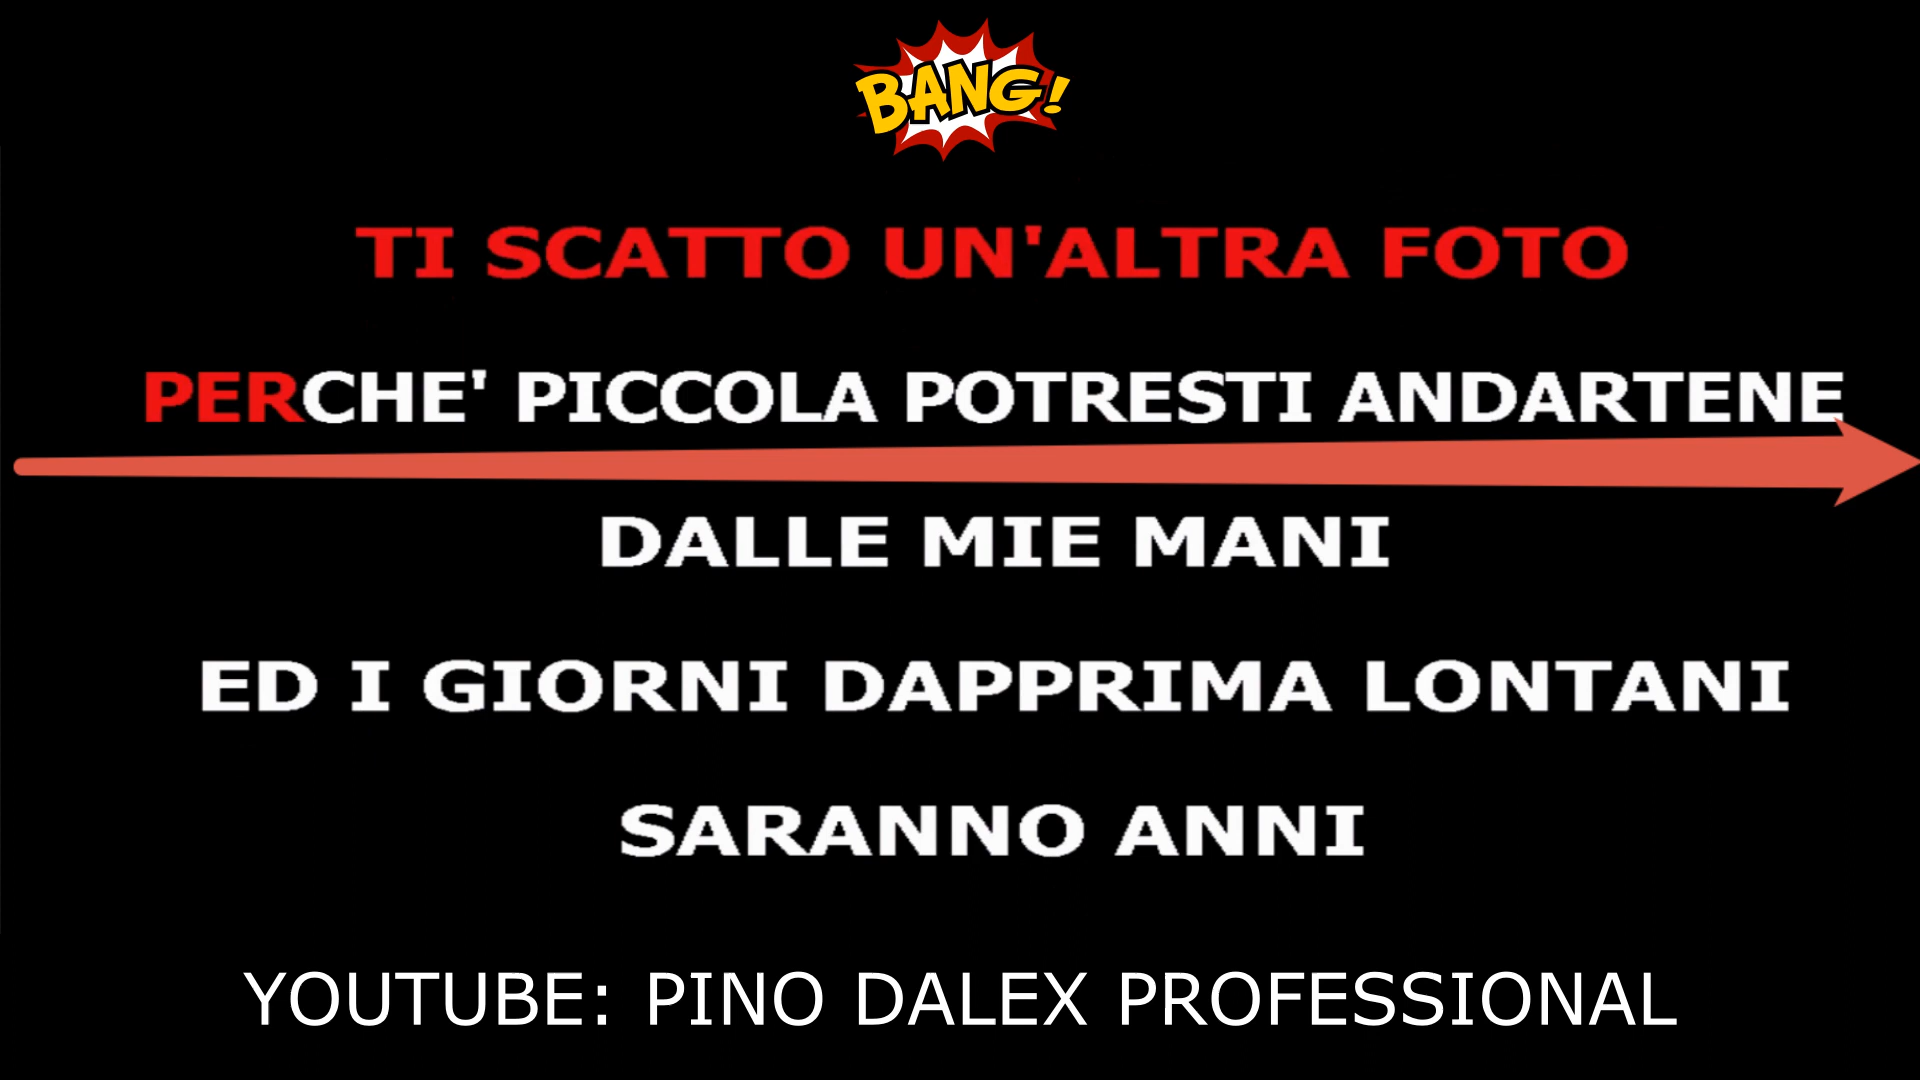 BANG!
TI SCATTO UN'ALTRA FOTO
PERCHE' PICCOLA POTRESTI ANDARTENE
DALLE MIE MANI
ED I GIORNI DAPPRIMA LONTANI
SARANNO ANNI
YOUTUBE: PINO DALEX PROFESSIONAL